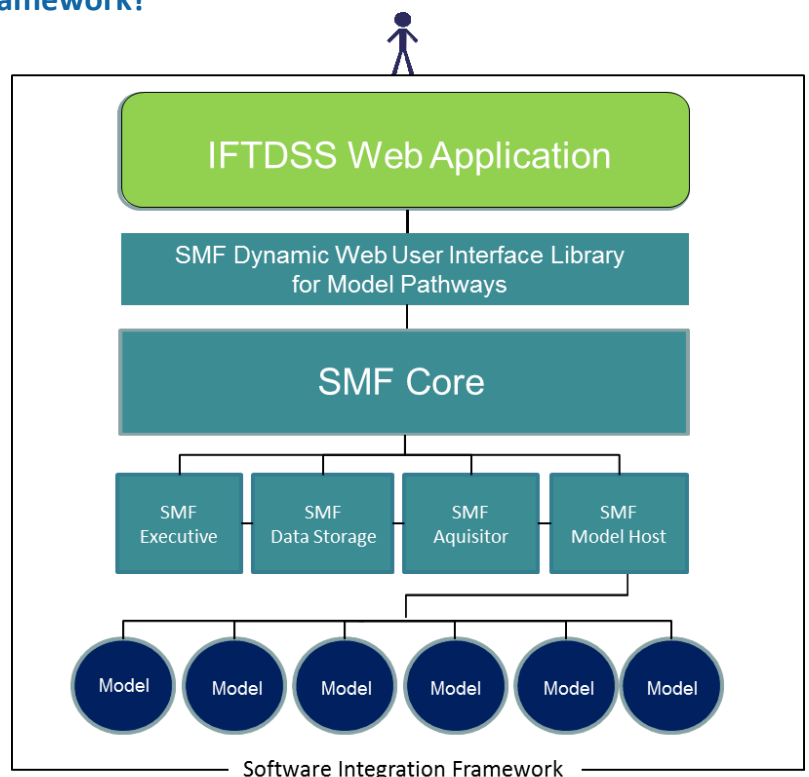 IFTDSS Web Application
SMF Dynamic Web User Interface Library
for Model Pathways
SMF Core
SMF
Executive
SMF
Data Storage
SMF
Aquisitor
SMF
Model Host
Model
Model
Model
Model
Model
Model
Software Integration Framework